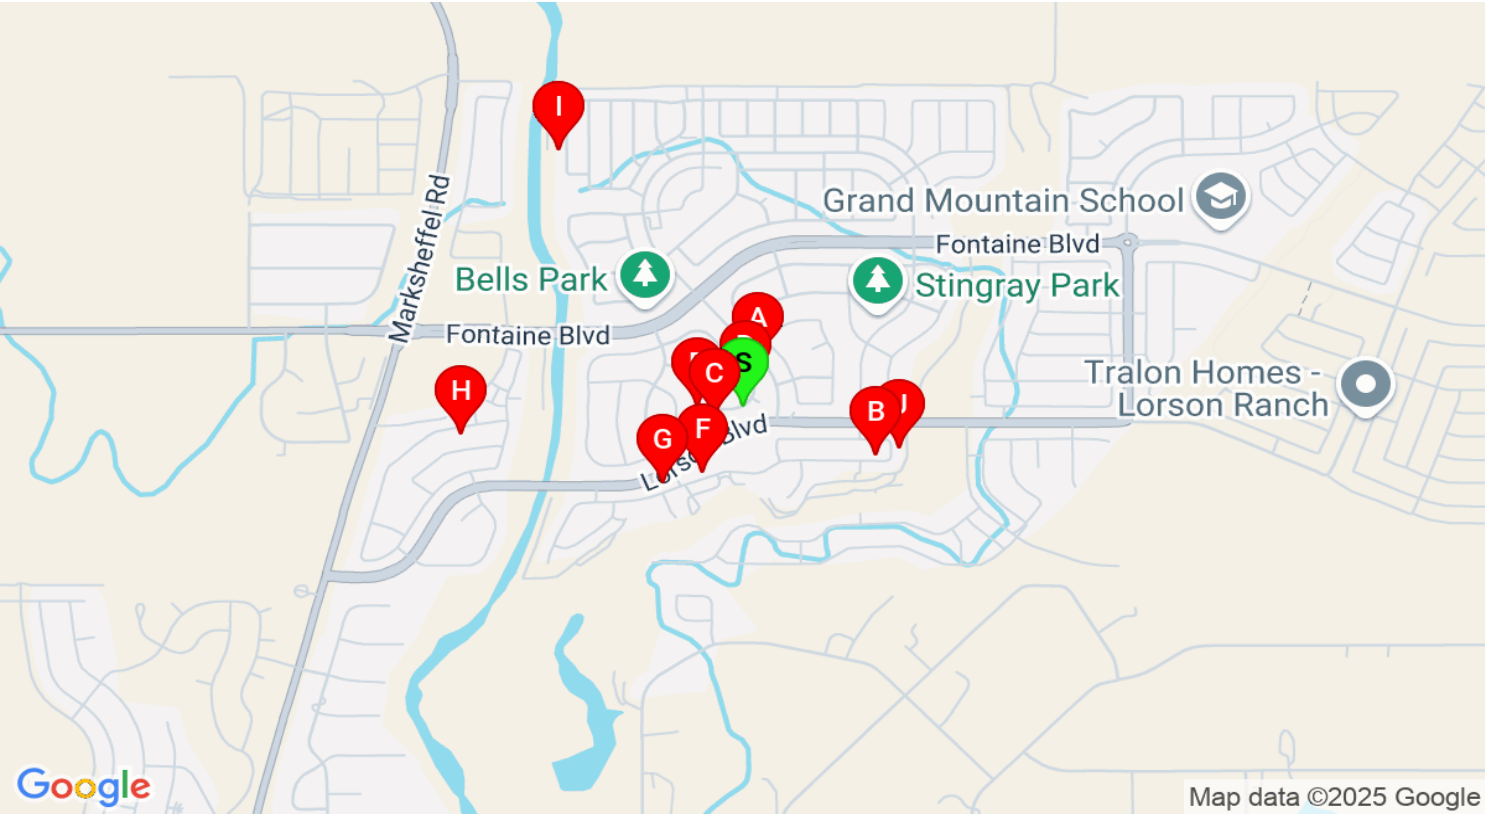 I
Marksheffel Rd
Grand Mountain School
Fontaine Blvd
Bells Park
Stingray Park
A
Fontaine Blvd
S
C
H
Tralon Homes -
Lorson Ranch
B
J
F
G
Blvd
Google
Map data ©2025 Google